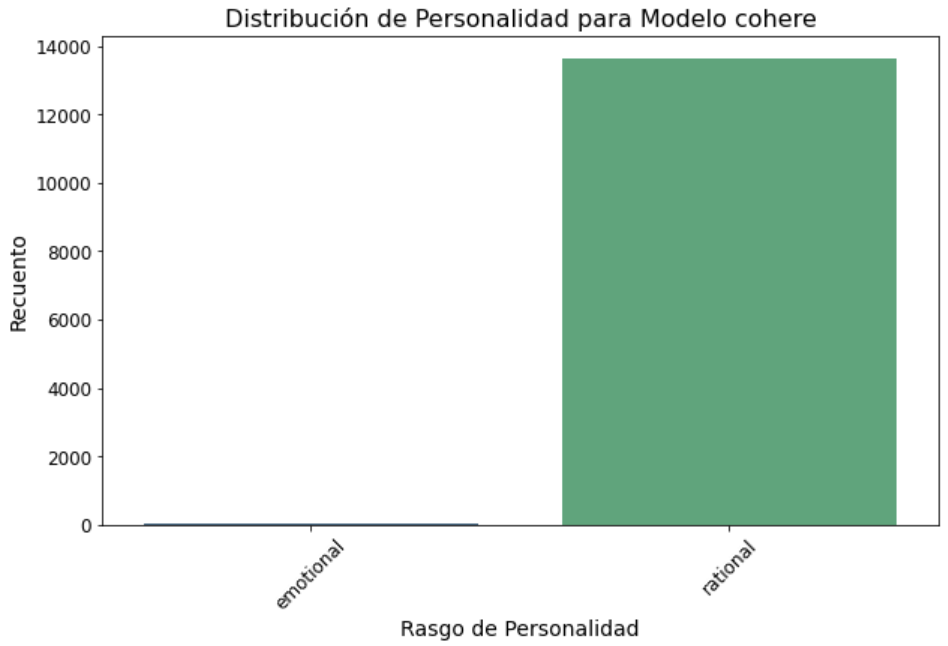 Distribución de Personalidad para Modelo cohere
14000
12000
10000
8000
6000
4000
2000
0
Recuento
emotional
rational
Rasgo de Personalidad